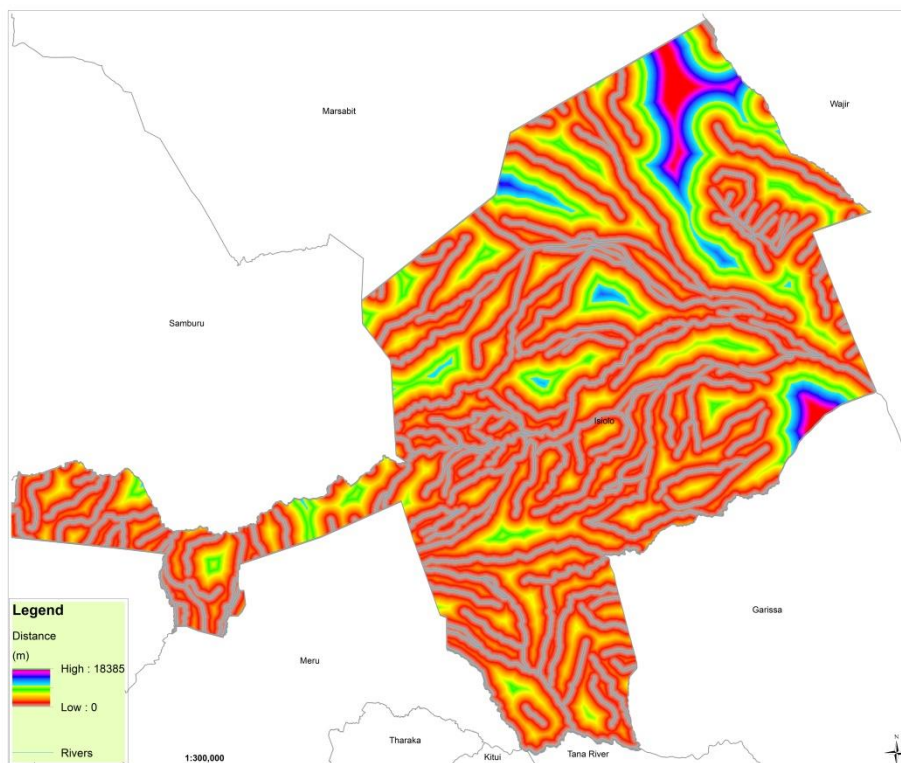 Marsabit
Wajir
Samburu
Isiolo
Garissa
Meru
Tharaka
Kitui
Tana River
Legend
Distance
(m)
High : 18385
Low : 0
Rivers
1:300,000
N